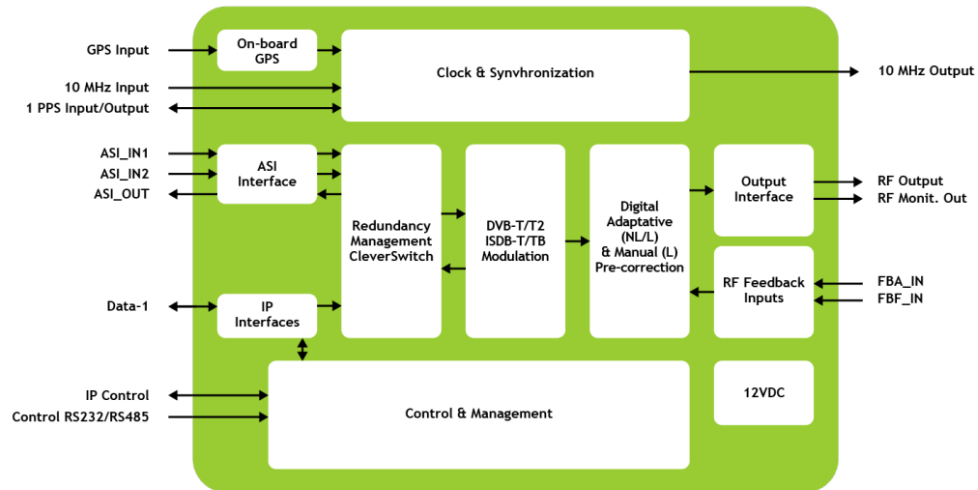 GPS Input
On-board
GPS
Clock & Synvhronization
10 MHz Output
10 MHz Input
1 PPS Input/Output
ASI_IN1
ASI_IN2
ASI_OUT
ASI
Interface
Redundancy
Management
CleverSwitch
DVB-T/T2
ISDB-T/TB
Modulation
Digital
Adaptative
(NL/L)
& Manual (L)
Pre-correction
Output
Interface
RF Output
RF Monit. Out
RF Feedback
Inputs
FBA_IN
FBF_IN
Data-1
IP
Interfaces
IP Control
Control RS232/RS485
Control & Management
12VDC